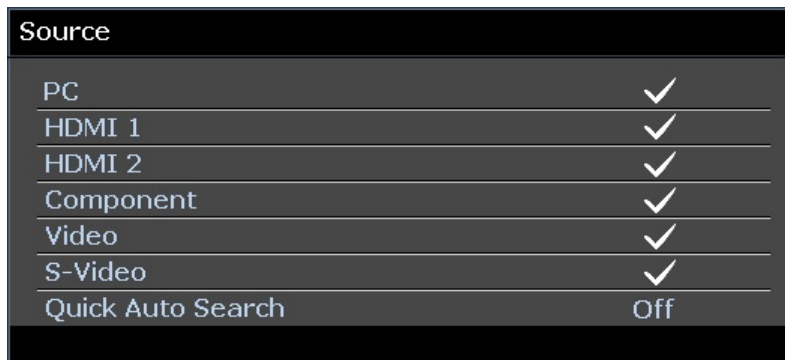 Source
PC
HDMI 1
HDMI 2
Component
Video
S-Video
Quick Auto Search Off